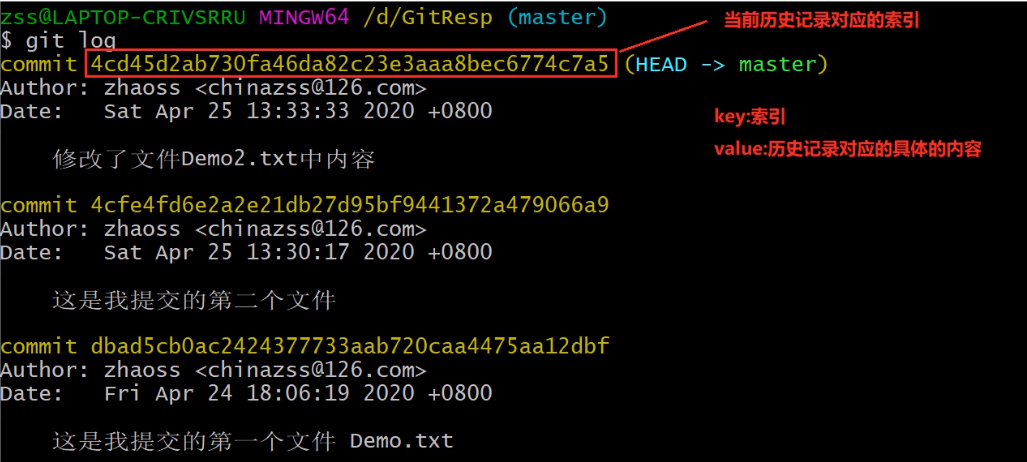 zss@LAPTOP-CRIVSRRU MINGW64 /d/GitResp (master)
当前历史记录对应的索引
$ git log
commit 4cd45d2ab730fa46da82c23e3aaa8bec6774c7a5 (HEAD -> master)
Author: zhaoss <chinazss@126.com>
Date:   Sat Apr 25 13:33:33 2020 +0800
key:索引
value:历史记录对应的具体的内容
修改了文件Demo2.txt中内容
commit 4cfe4fd6e2a2e21db27d95bf9441372a479066a9
Author: zhaoss <chinazss@126.com>
Date:   Sat Apr 25 13:30:17 2020 +0800
这是我提交的第二个文件
commit dbad5cb0ac2424377733aab720caa4475aa12dbf
Author: zhaoss <chinazss@126.com>
Date:   Fri Apr 24 18:06:19 2020 +0800
这是我提交的第一个文件 Demo.txt